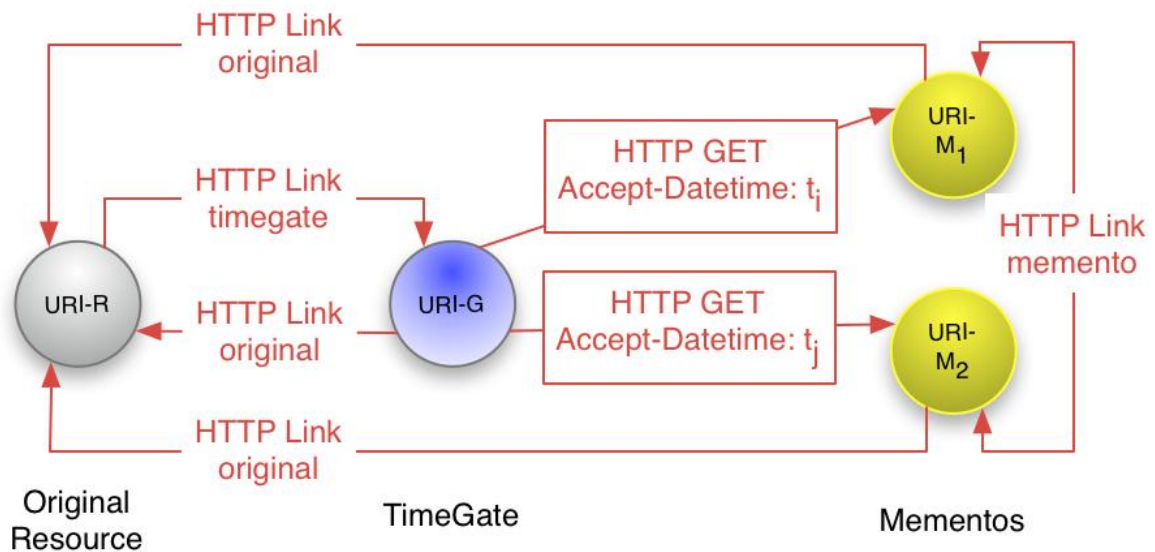 HTTP Link
original
URI-
M1
HTTP GET
Accept-Datetime: ti
HTTP Link
timegate
HTTP Link
memento
URI-R
URI-G
HTTP Link
original
HTTP GET
Accept-Datetime: tj
URI-
M2
HTTP Link
original
Original
Resource
TimeGate
Mementos